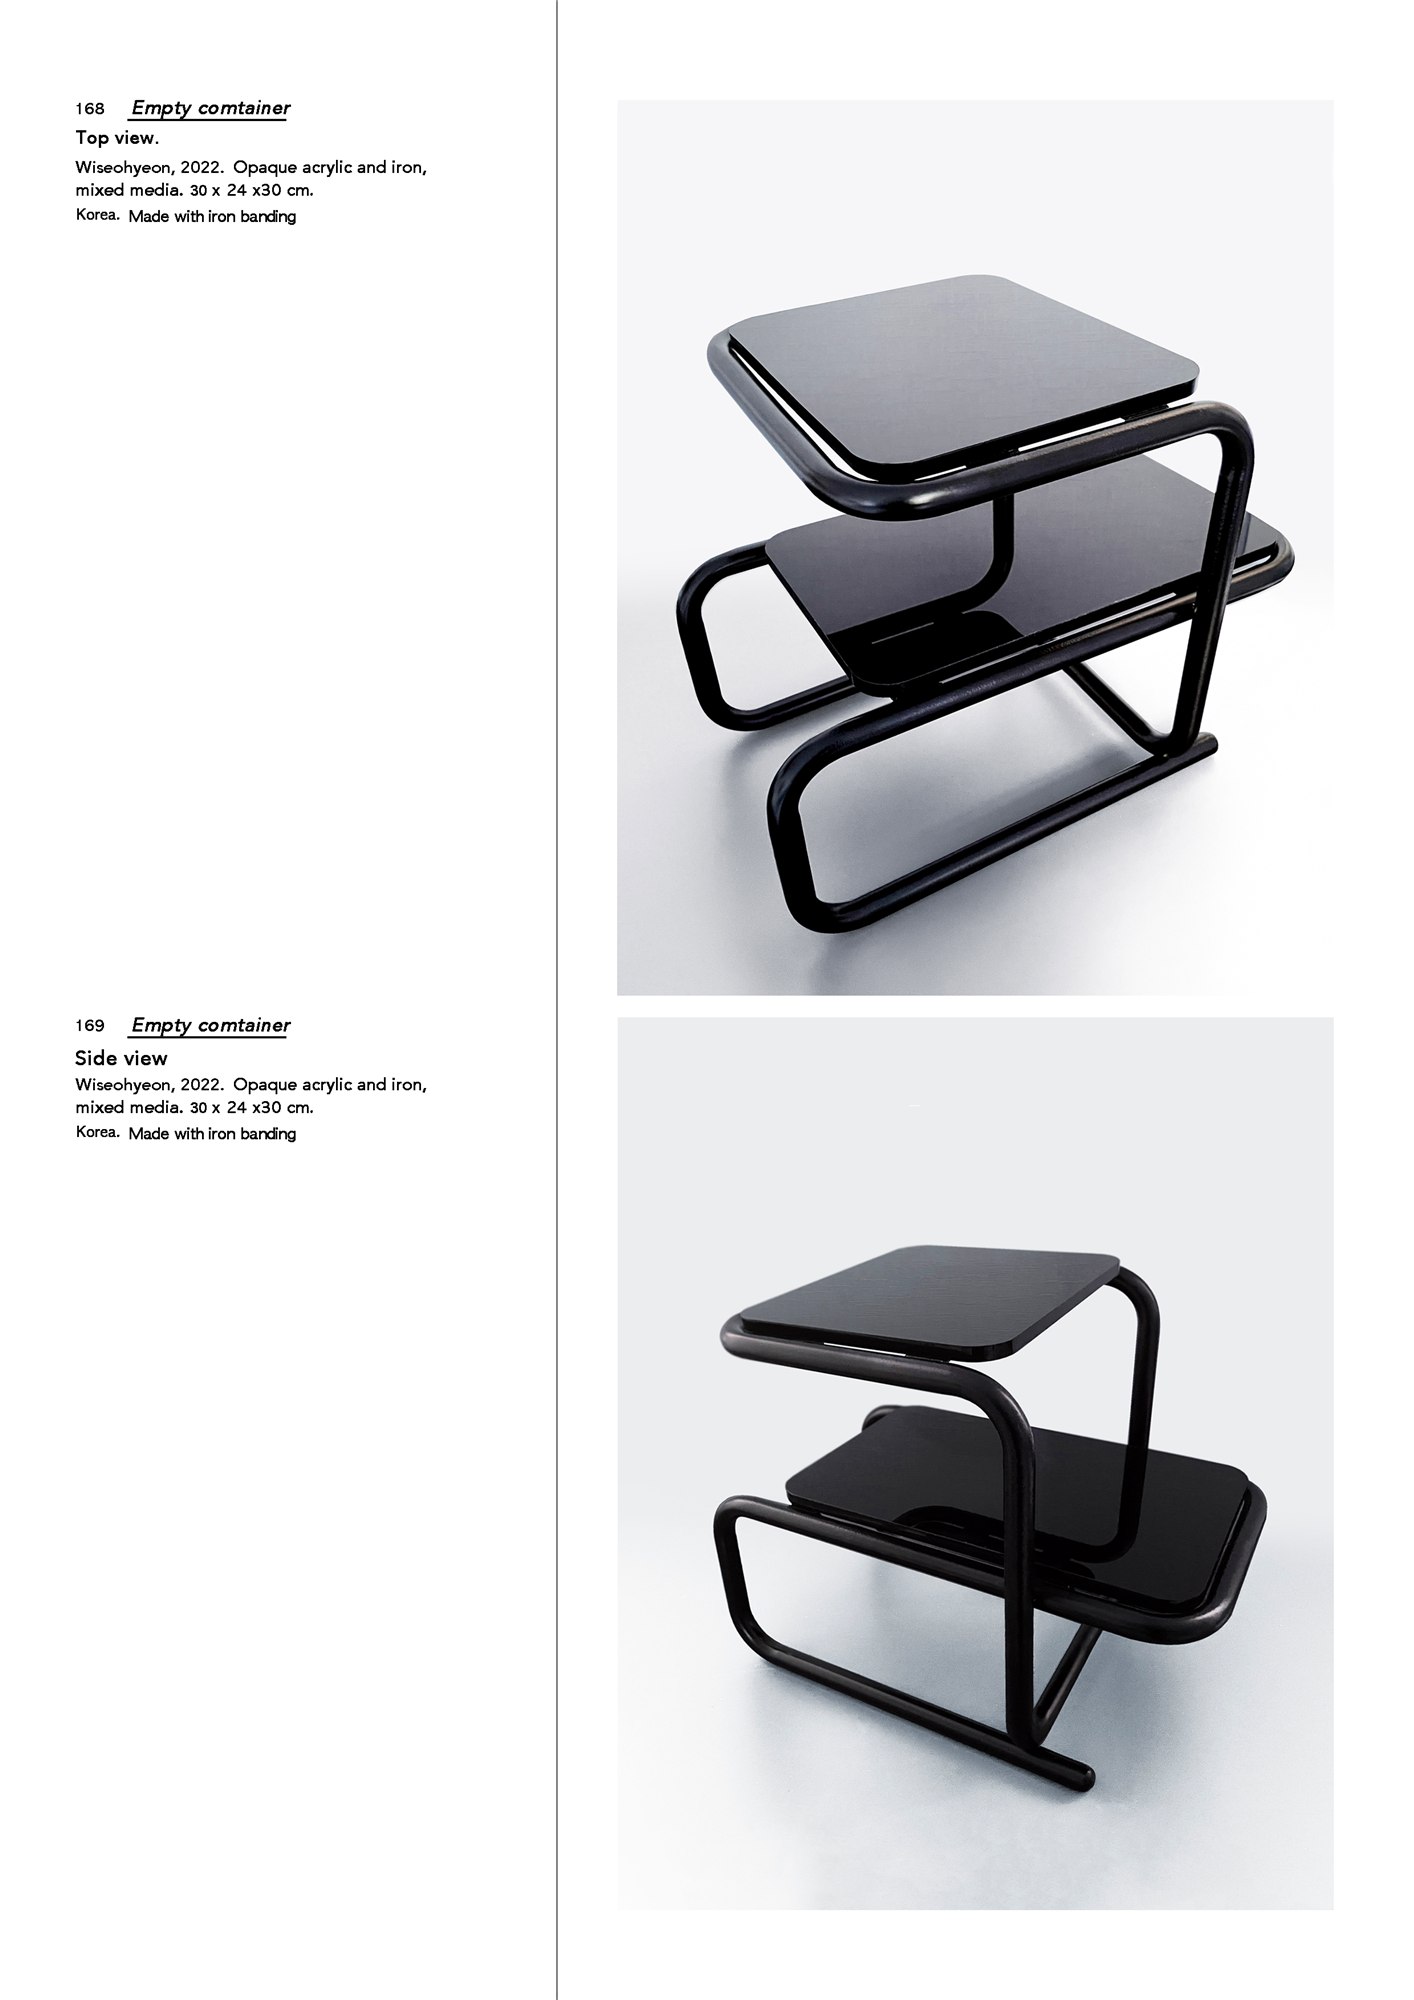 168 Empty comtainer
Top view.
Wiseohyeon, 2022. Opaque acrylic and iron,
mixed media. 30 x 24 x30 cm.
Korea. Made with iron banding
169 Empty comtainer
Side view
Wiseohyeon, 2022. Opaque acrylic and iron,
mixed media. 30 x 24 x30 cm.
Korea. Made with iron banding